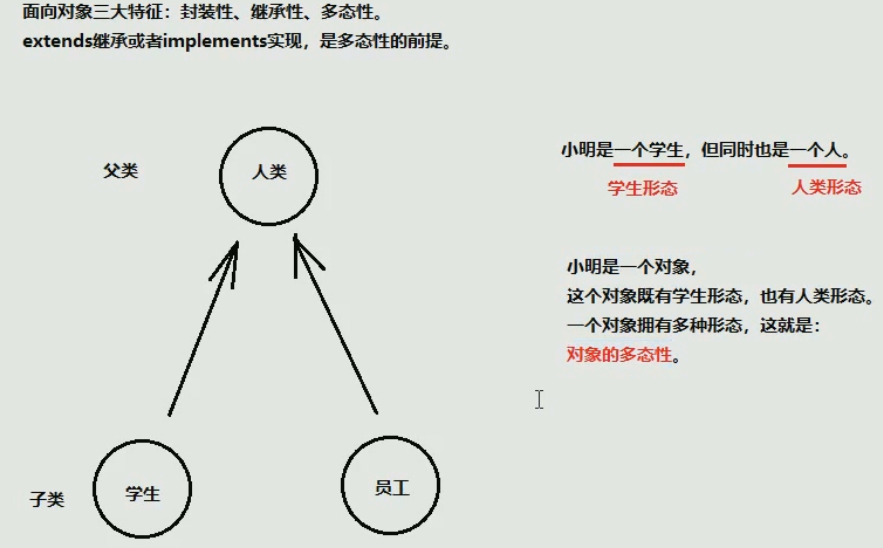 面向对象三大特征：封装性、继承性、多态性。
extends继承或者implements实现，是多态性的前提。
父类
人类
小明是一个学生，但同时也是一个人。
学生形态
人类形态
小明是一个对象，
这个对象既有学生形态，也有人类形态。
一个对象拥有多种形态，这就是：
对象的多态性。
子类
学生
员工